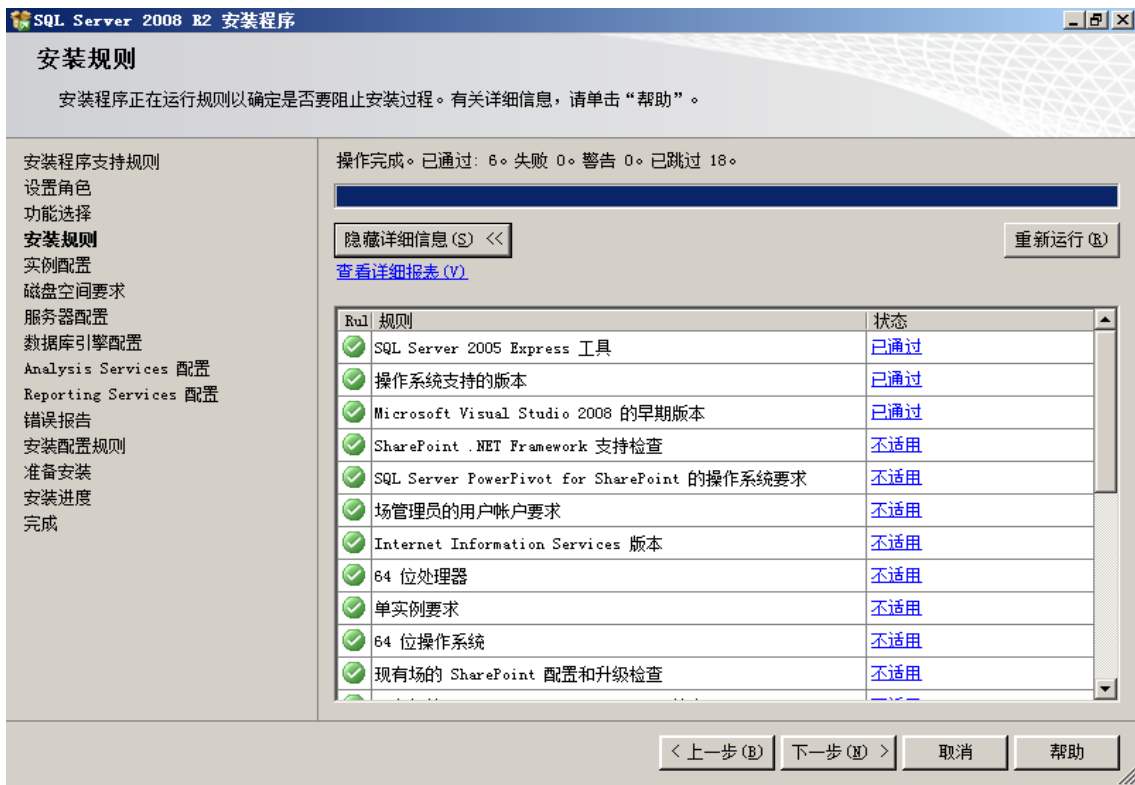 SQL Server 2008 R2 安装程序
安装规则
安装程序正在运行规则以确定是否要阻止安装过程。有关详细信息，请单击“帮助”。
安装程序支持规则
设置角色
功能选择
安装规则
实例配置
磁盘空间要求
服务器配置
数据库引擎配置
Analysis Services 配置
Reporting Services 配置
错误报告
安装配置规则
准备安装
安装进度
完成
操作完成。已通过: 6。失败 0。警告 0。已跳过 18。
隐藏详细信息(S) <<
重新运行(R)
查看详细报表(V)
Rul 规则 状态
SQL Server 2005 Express 工具 已通过
操作系统支持的版本 已通过
Microsoft Visual Studio 2008 的早期版本 已通过
SharePoint .NET Framework 支持检查 不适用
SQL Server PowerPivot for SharePoint 的操作系统要求 不适用
场管理员的用户帐户要求 不适用
Internet Information Services 版本 不适用
64 位处理器 不适用
单实例要求 不适用
64 位操作系统 不适用
现有场的 SharePoint 配置和升级检查 不适用
< 上一步(B) 下一步(N) > 取消 帮助